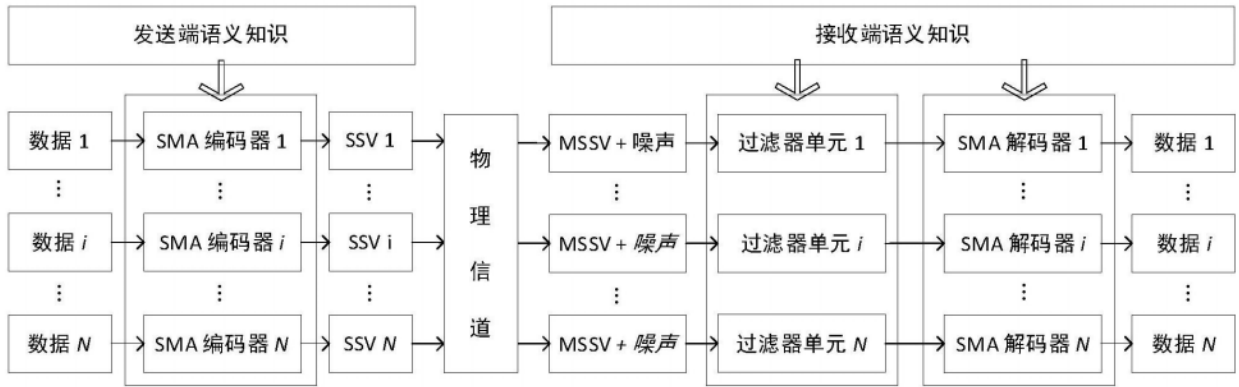 发送端语义知识
接收端语义知识
数据 1
SMA 编码器 1
SSV 1
MSSV + 噪声
过滤器单元 1
SMA 解码器 1
数据 1
物理信道
数据 i
SMA 编码器 i
SSV i
MSSV + 噪声
过滤器单元 i
SMA 解码器 i
数据 i
数据 N
SMA 编码器 N
SSV N
MSSV + 噪声
过滤器单元 N
SMA 解码器 N
数据 N